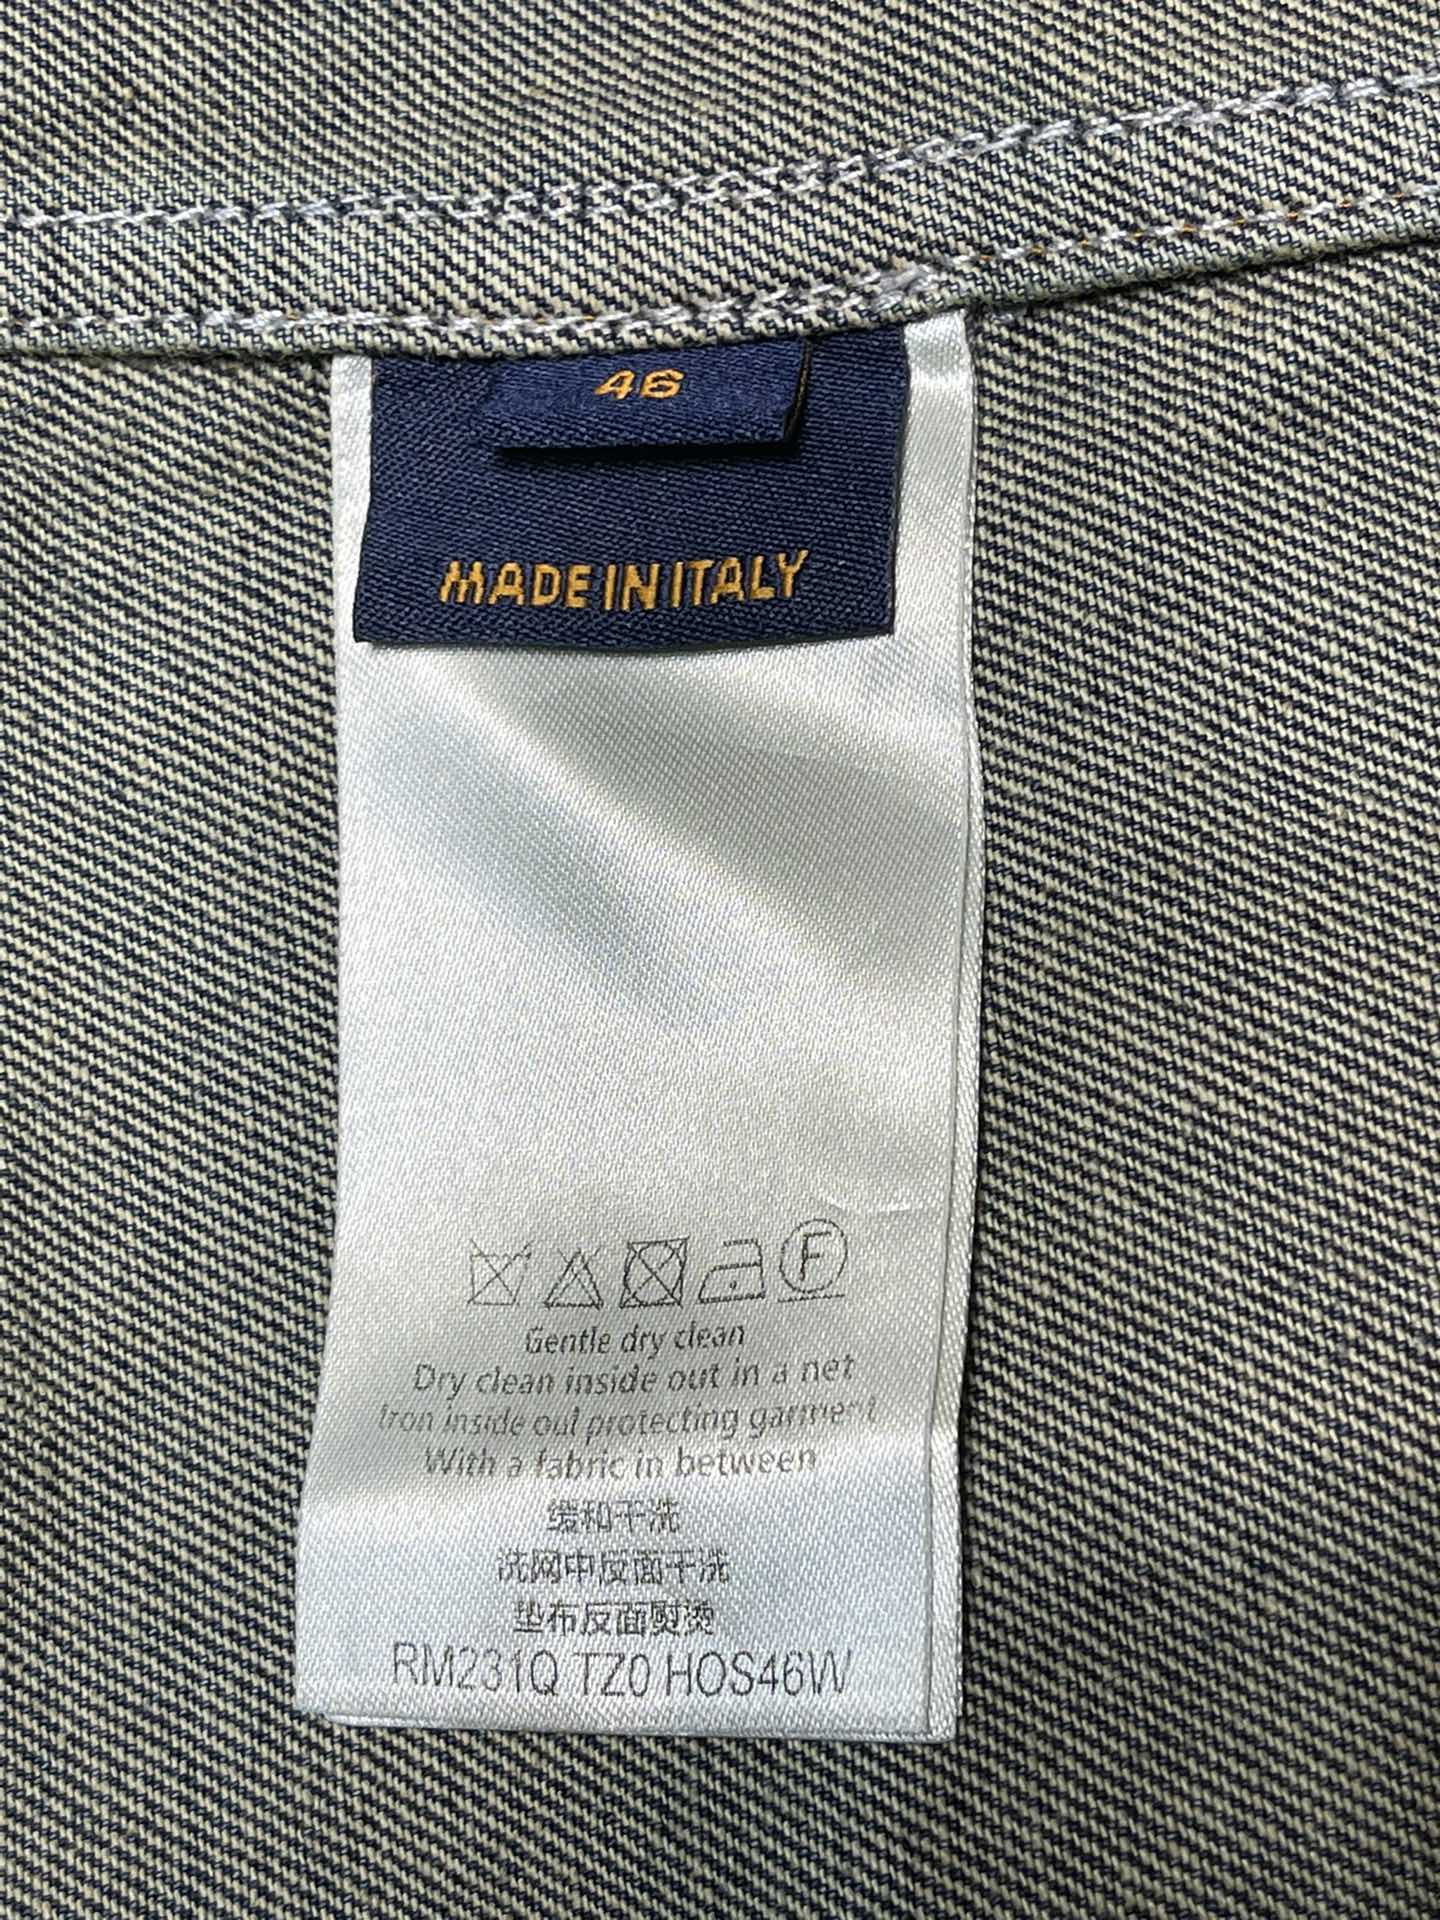 46
MADE IN ITALY
F
Gentle dry clean
Dry clean inside out in a net
Iron inside out protecting garment
With a fabric in between
缓和干洗
洗网中反面干洗
垫布反面熨烫
RM231Q TZ0 HOS46W